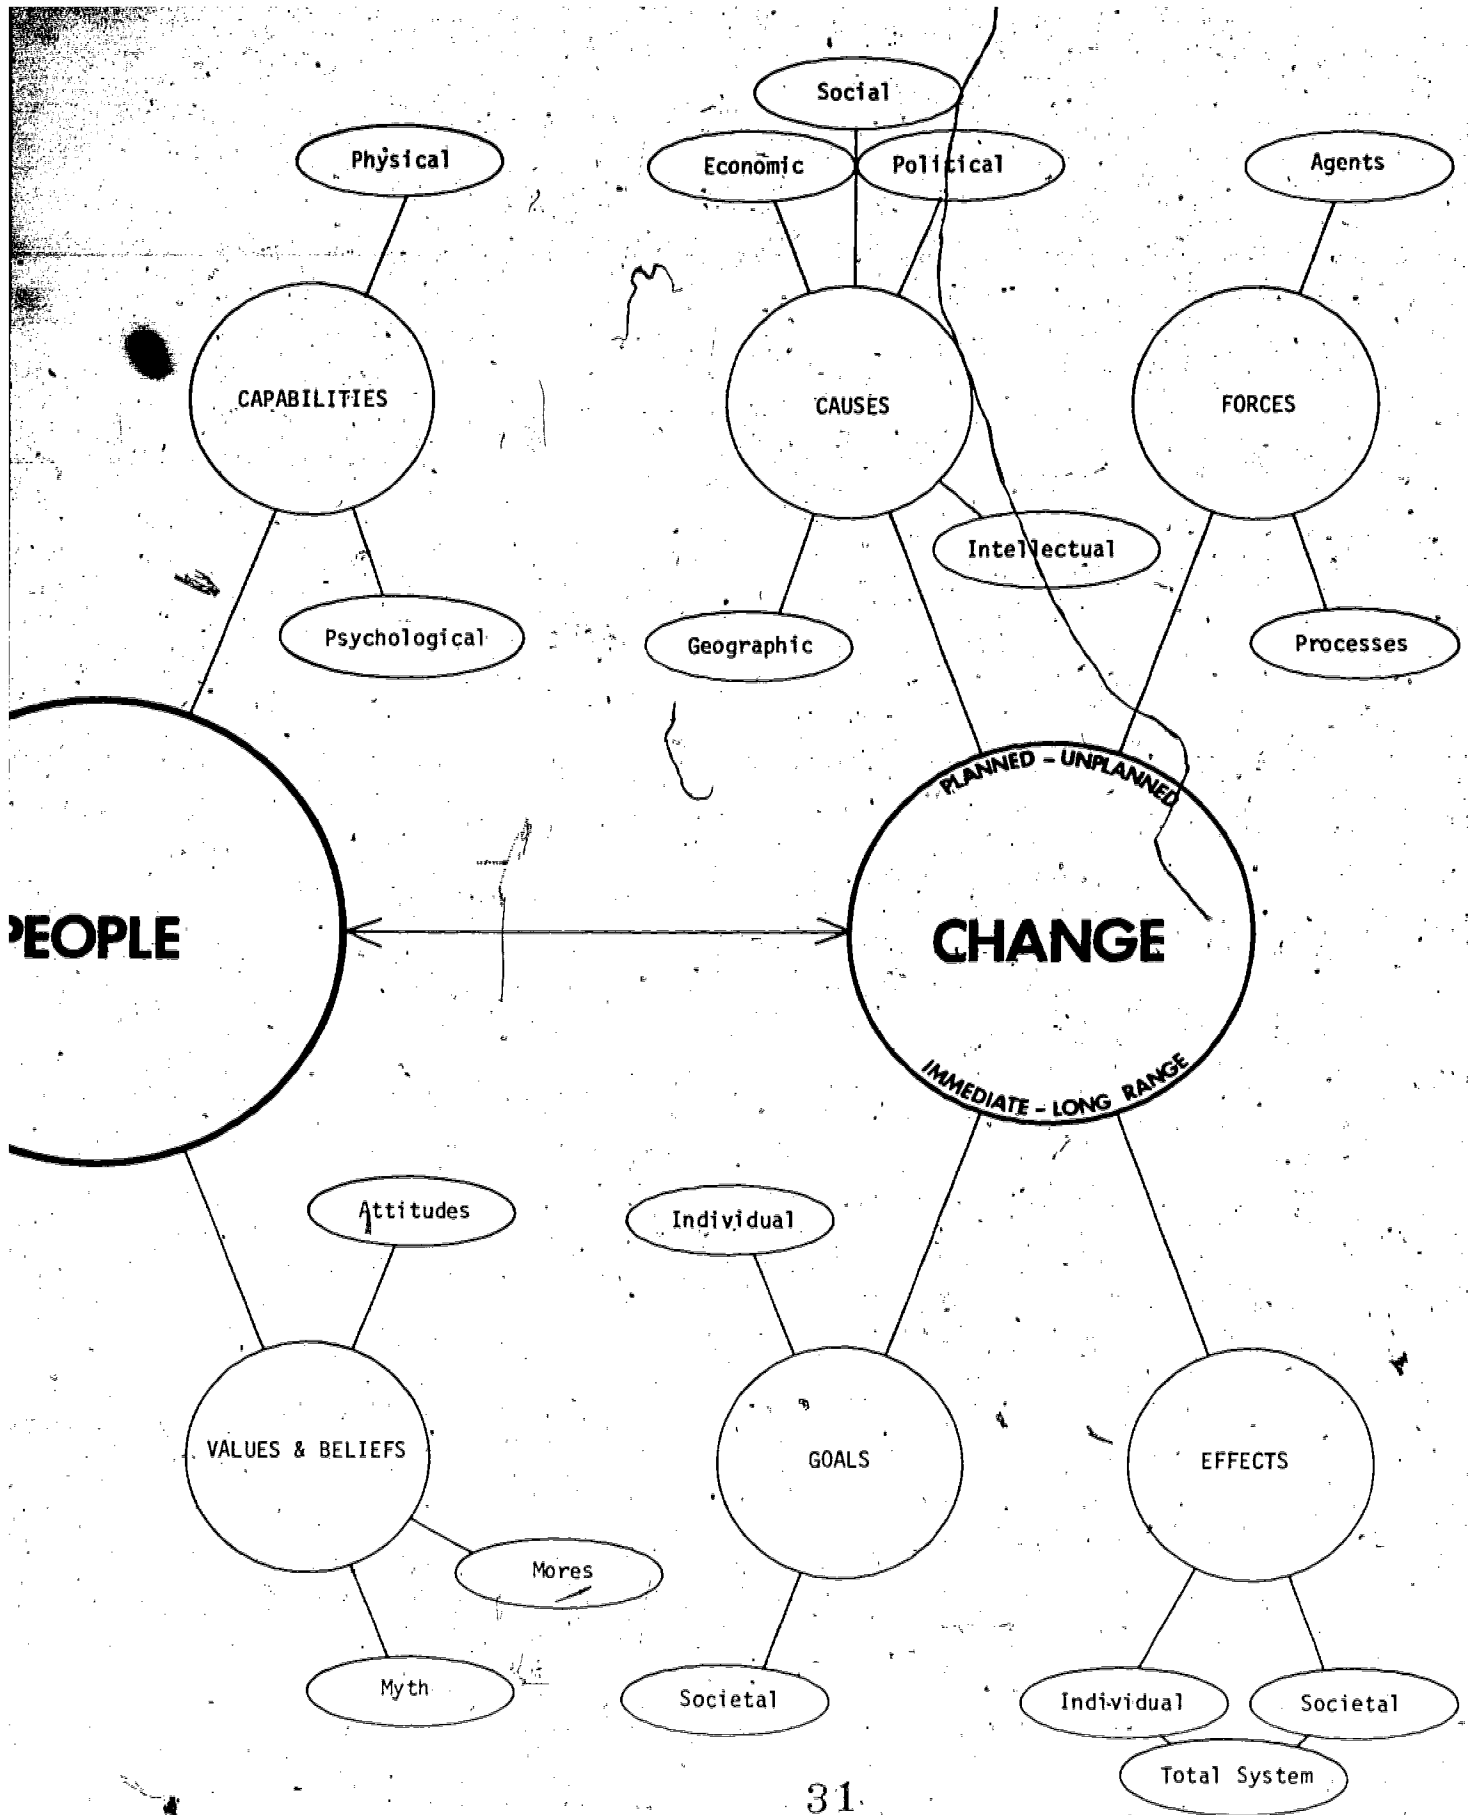 Social
Physical
Economic
Political
Agents
CAPABILITIES
CAUSES
FORCES
Intellectual
Psychological
Geographic
Processes
PLANNED - UNPLANNED
PEOPLE
CHANGE
IMMEDIATE - LONG RANGE
Attitudes
Individual
VALUES & BELIEFS
GOALS
EFFECTS
Mores
Myth
Societal
Individual
Societal
Total System
31